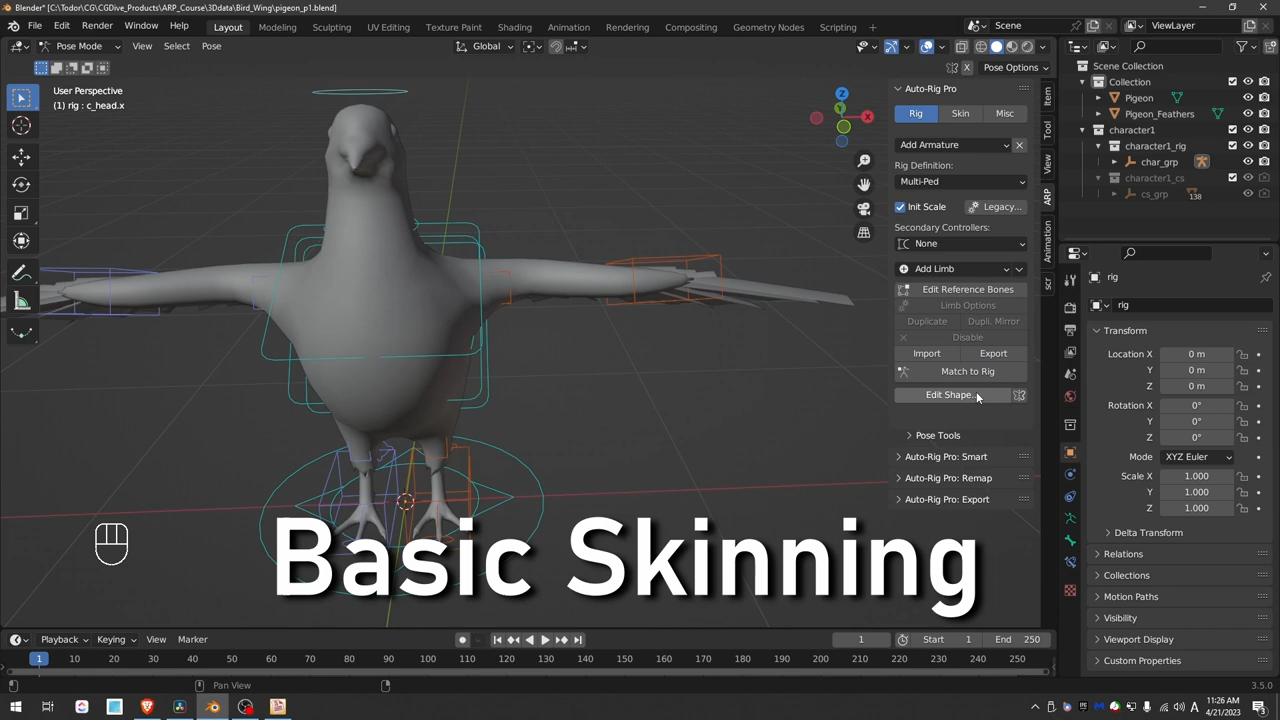 Blender* [C:\Todor\CG\CGDive_Products\ARP_Course\3Ddata\Bird_Wing\pigeon_p1.blend]
File Edit Render Window Help Layout Modeling Sculpting UV Editing Texture Paint Shading Animation Rendering Compositing Geometry Nodes Scripting Scene ViewLayer
Pose Mode View Select Pose Global
X Pose Options
User Perspective
(1) rig : c_head.x
Z
Y
X
Auto-Rig Pro
Rig Skin Misc
Add Armature
Rig Definition:
Multi-Ped
Init Scale Legacy...
Secondary Controllers:
None
Add Limb
Edit Reference Bones
Limb Options
Duplicate Dupli. Mirror
Disable
Import Export
Match to Rig
Edit Shape...
Pose Tools
Auto-Rig Pro: Smart
Auto-Rig Pro: Remap
Auto-Rig Pro: Export
Item
Tool
View
ARP
Animation
scr
Scene Collection
Collection
Pigeon
Pigeon_Feathers
character1
character1_rig
char_grp
character1_cs
cs_grp 138
rig
rig
Transform
Location X 0 m
Y 0 m
Z 0 m
Rotation X 0°
Y 0°
Z 0°
Mode XYZ Euler
Scale X 1.000
Y 1.000
Z 1.000
Delta Transform
Relations
Collections
Motion Paths
Visibility
Viewport Display
Custom Properties
Basic Skinning
Playback Keying View Marker 1 Start 1 End 250
1 10 20 30 40 50 60 70 80 90 100 110 120 130 140 150 160 170 180 190 200 210 220 230 240 250
Pan View 3.5.0
11:26 AM
4/21/2023